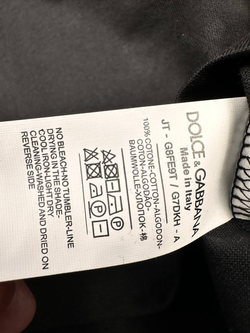 DOLCE & GABBANA
Made in Italy
JT - G8FE9T / G7DKH - A
100% COTONE-COTTON-ALGODON-
COTON-ALGODÃO-
BAUMWOLLE-ХЛОПОК-棉
NO BLEACH-NO TUMBLER-LINE
DRYING IN THE SHADE-
COOL IRON-LIGHT DRY
CLEANING-WASHED AND DRIED ON
REVERSE SIDE